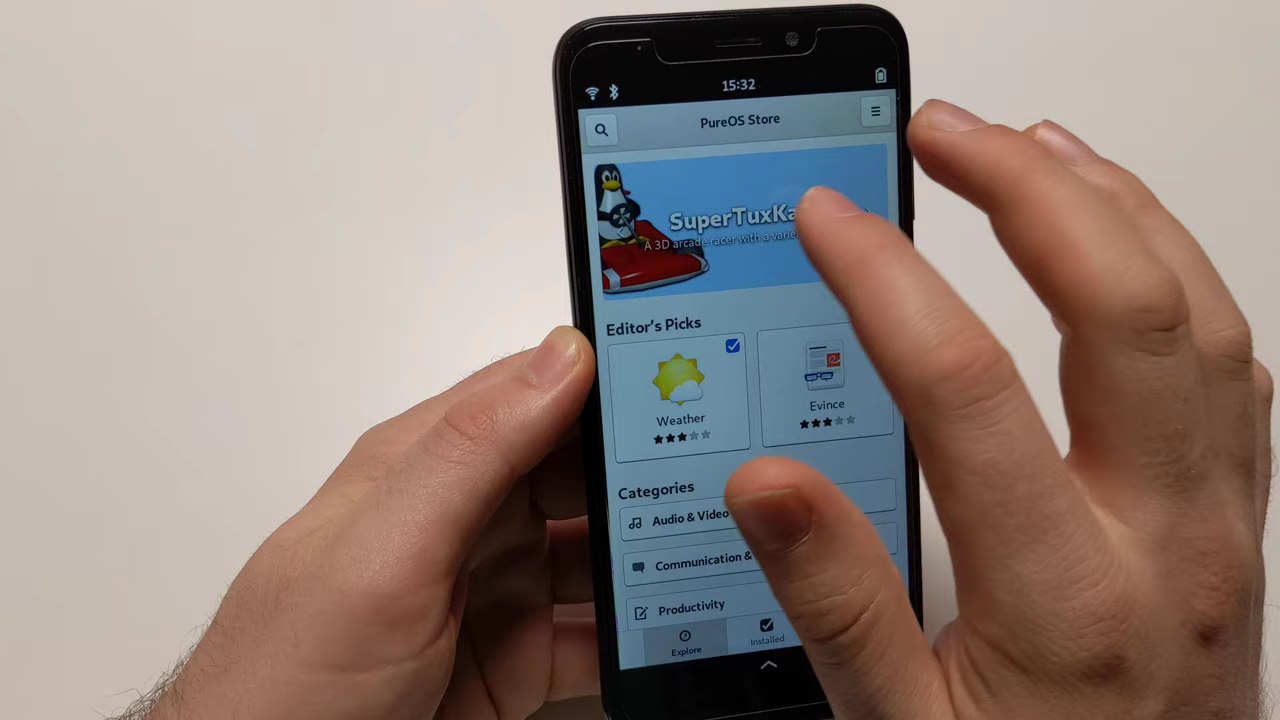 15:32
PureOS Store
SuperTuxKa
A 3D arcade racer with a varie
Editor's Picks
Weather
Evince
Categories
Audio & Video
Communication &
Productivity
Explore
Installed